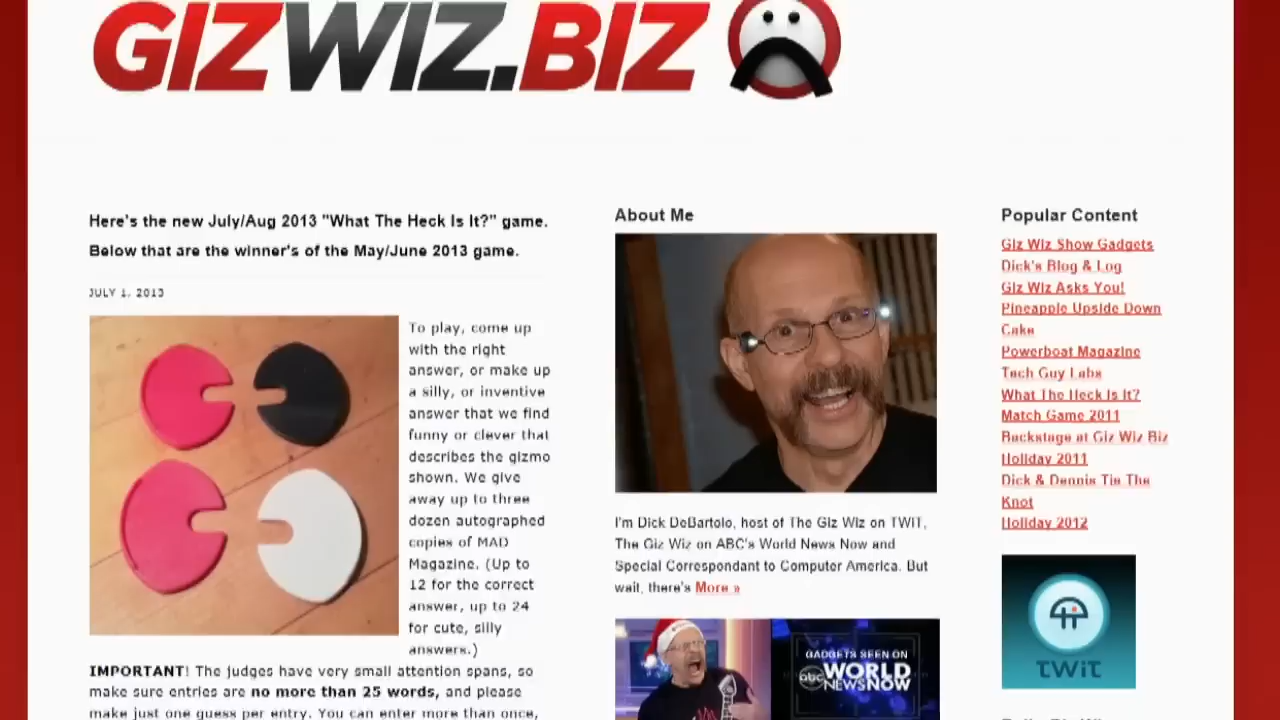 GIZWIZ.BIZ
Here's the new July/Aug 2013 "What The Heck Is It?" game.
Below that are the winner's of the May/June 2013 game.
JULY 1, 2013
To play, come up
with the right
answer, or make up
a silly, or inventive
answer that we find
funny or clever that
describes the gizmo
shown. We give
away up to three
dozen autographed
copies of MAD
Magazine. (Up to
12 for the correct
answer, up to 24
for cute, silly
answers.)
IMPORTANT! The judges have very small attention spans, so
make sure entries are no more than 25 words, and please
make just one guess per entry. You can enter more than once,
About Me
I'm Dick DeBartolo, host of The Giz Wiz on TWiT,
The Giz Wiz on ABC's World News Now and
Special Correspondant to Computer America. But
wait, there's More »
GADGETS SEEN ON
abc WORLD
NEWS NOW
Popular Content
Giz Wiz Show Gadgets
Dick's Blog & Log
Giz Wiz Asks You!
Pineapple Upside Down
Cake
Powerboat Magazine
Tech Guy Labs
What The Heck Is It?
Match Game 2011
Backstage at Giz Wiz Biz
Holiday 2011
Dick & Dennis Tie The
Knot
Holiday 2012
TWiT